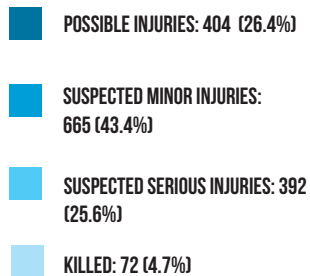 POSSIBLE INJURIES: 404 (26.4%)
SUSPECTED MINOR INJURIES:
665 (43.4%)
SUSPECTED SERIOUS INJURIES: 392
(25.6%)
KILLED: 72 (4.7%)